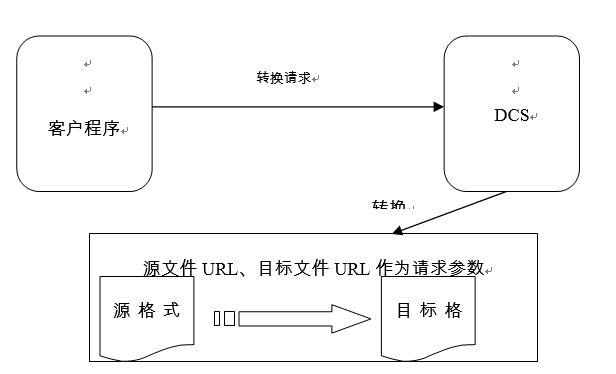 转换请求
客户程序
DCS
转换
源文件 URL、目标文件 URL 作为请求参数
源 格 式
目 标 格